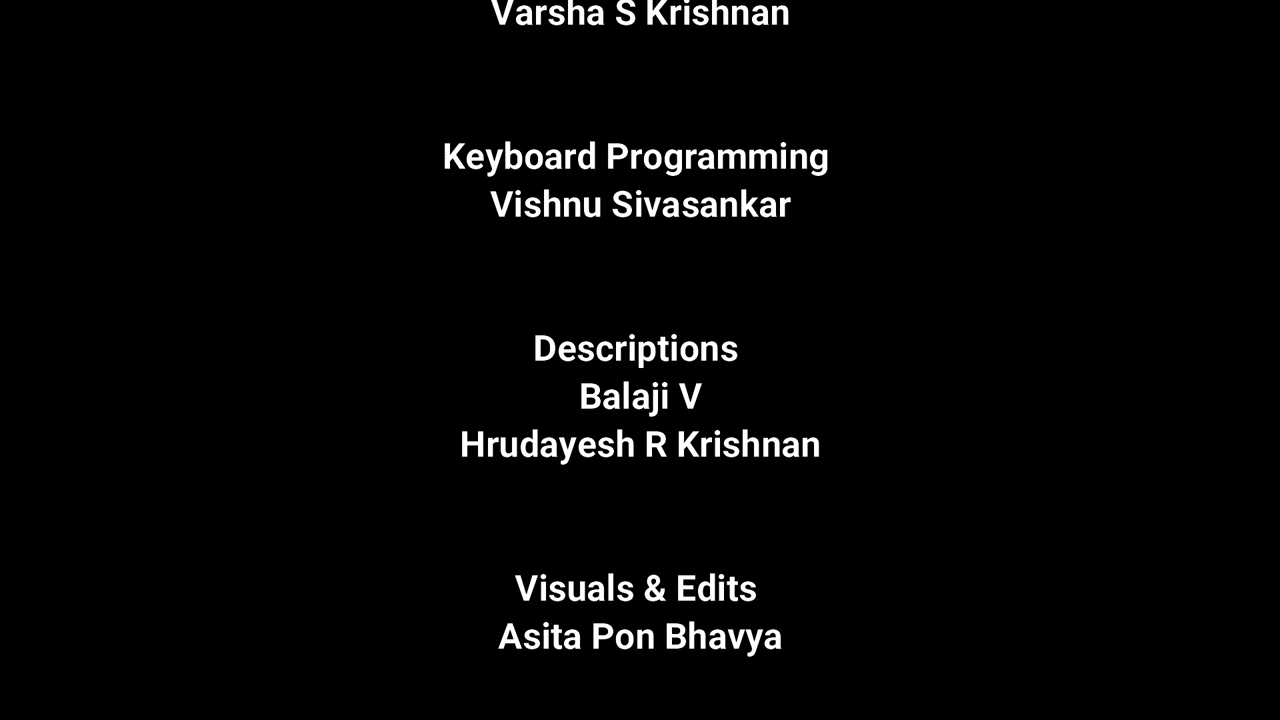 Varsha S Krishnan
Keyboard Programming
Vishnu Sivasankar
Descriptions
Balaji V
Hrudayesh R Krishnan
Visuals & Edits
Asita Pon Bhavya